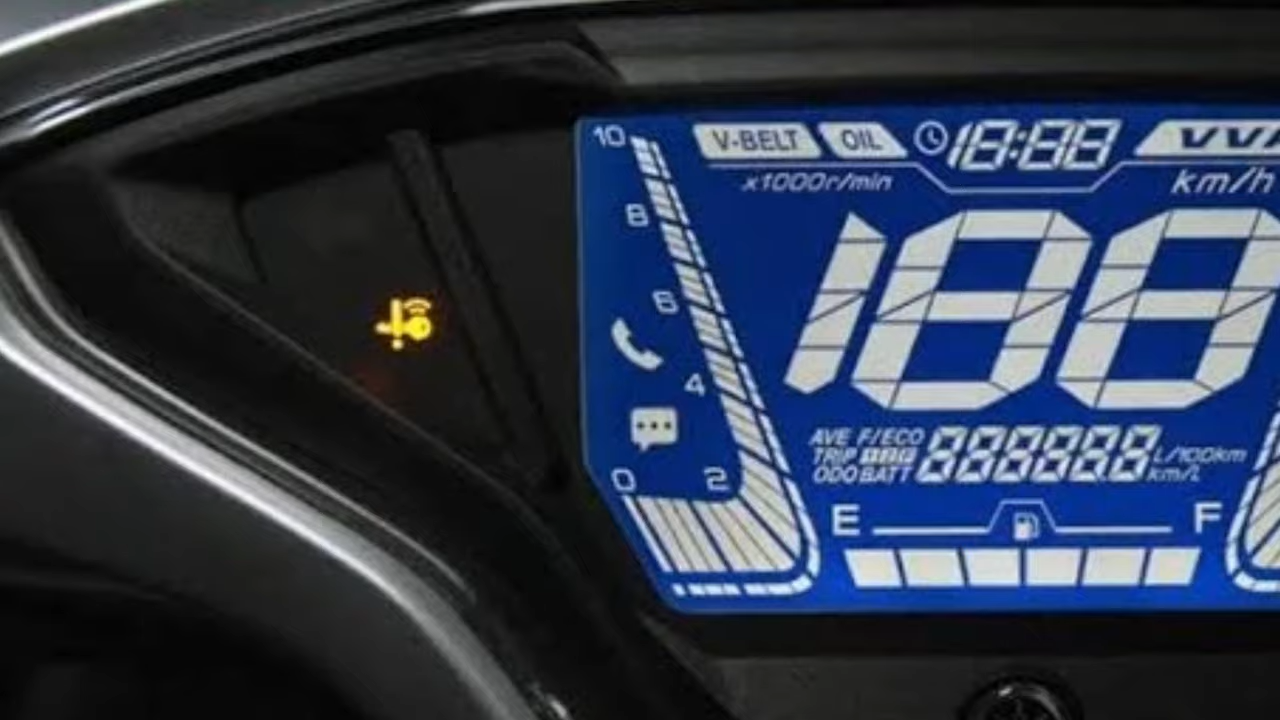 10 V-BELT OIL 18:88 VVA
x1000r/min km/h
8
188
6
4
AVE F/ECO
TRIP 888888 L/100km
ODO BATT km/L
0 2
E F